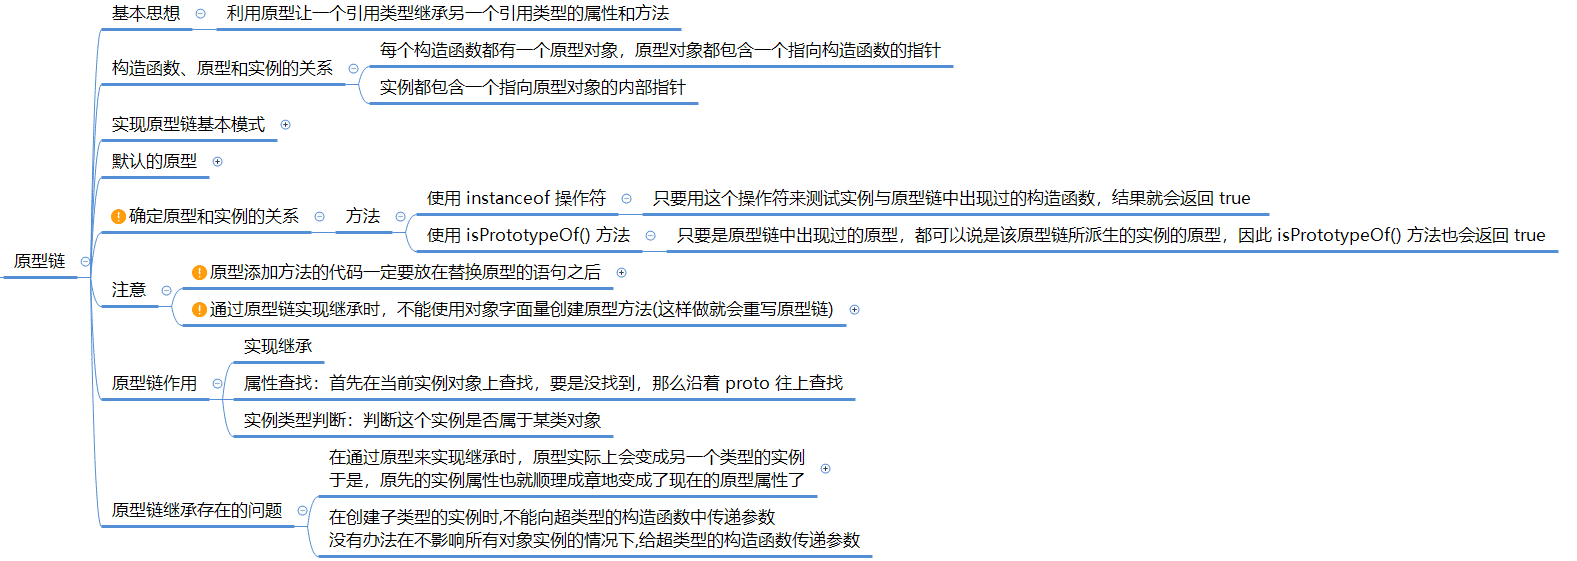 原型链
基本思想
利用原型让一个引用类型继承另一个引用类型的属性和方法
构造函数、原型和实例的关系
每个构造函数都有一个原型对象，原型对象都包含一个指向构造函数的指针
实例都包含一个指向原型对象的内部指针
实现原型链基本模式
默认的原型
确定原型和实例的关系
方法
使用 instanceof 操作符
只要用这个操作符来测试实例与原型链中出现过的构造函数，结果就会返回 true
使用 isPrototypeOf() 方法
只要是原型链中出现过的原型，都可以说是该原型链所派生的实例的原型，因此 isPrototypeOf() 方法也会返回 true
注意
原型添加方法的代码一定要放在替换原型的语句之后
通过原型链实现继承时，不能使用对象字面量创建原型方法(这样做就会重写原型链)
原型链作用
实现继承
属性查找：首先在当前实例对象上查找，要是没找到，那么沿着 proto 往上查找
实例类型判断：判断这个实例是否属于某类对象
原型链继承存在的问题
在通过原型来实现继承时，原型实际上会变成另一个类型的实例
于是，原先的实例属性也就顺理成章地变成了现在的原型属性了
在创建子类型的实例时,不能向超类型的构造函数中传递参数
没有办法在不影响所有对象实例的情况下,给超类型的构造函数传递参数